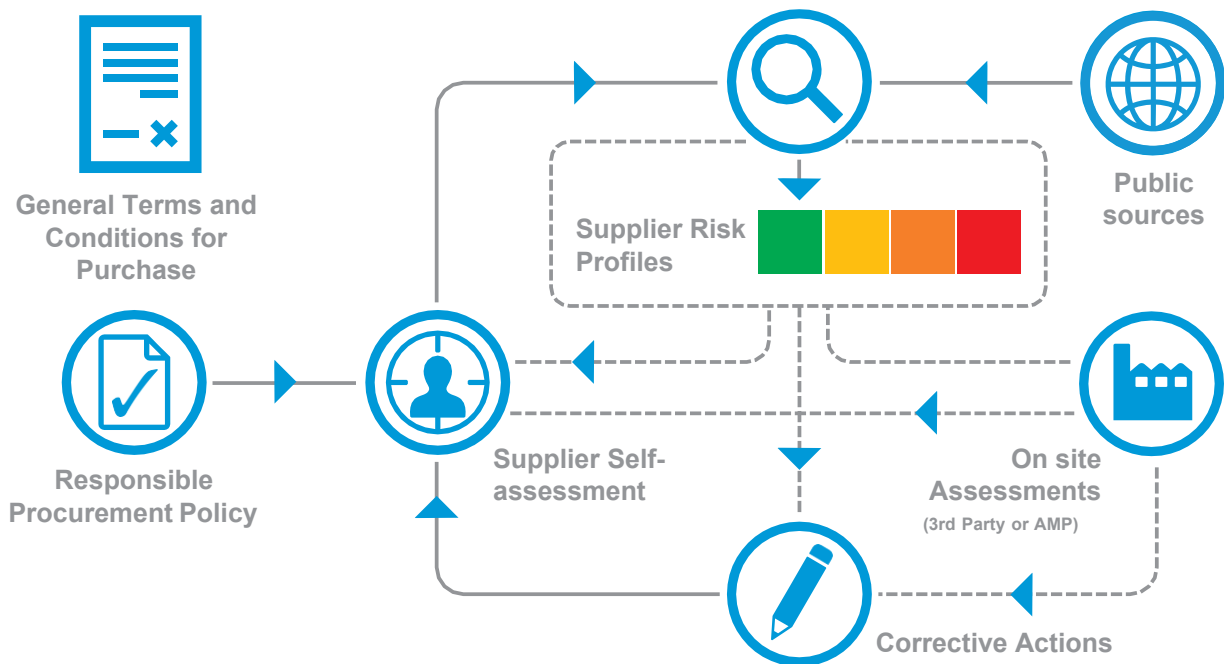 General Terms and
Conditions for
Purchase
Public
sources
Supplier Risk
Profiles
Responsible
Procurement Policy
Supplier Self-
assessment
On site
Assessments
(3rd Party or AMP)
Corrective Actions